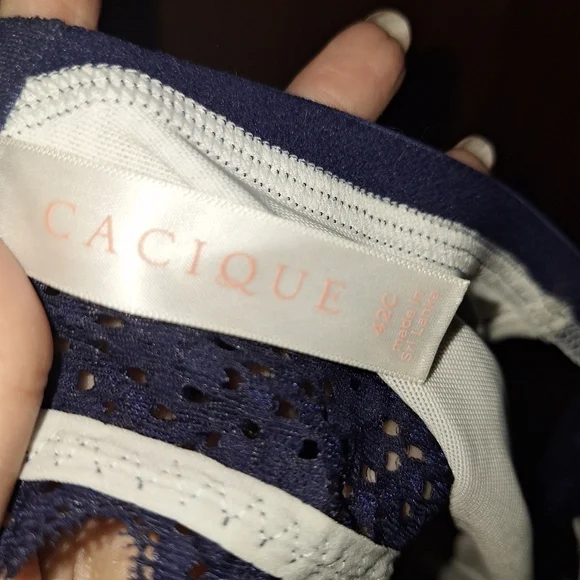 CACIQUE
42C
made in
Sri Lanka